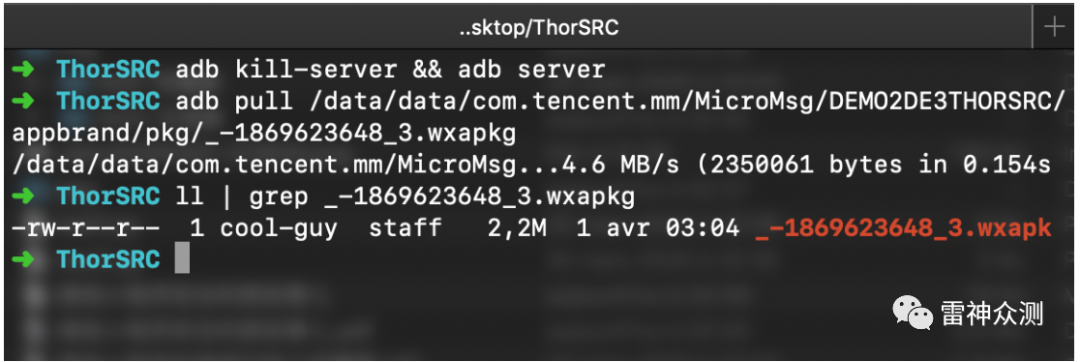 ..sktop/ThorSRC
➜ ThorSRC adb kill-server && adb server
➜ ThorSRC adb pull /data/data/com.tencent.mm/MicroMsg/DEMO2DE3THORSRC/
appbrand/pkg/_-1869623648_3.wxapkg
/data/data/com.tencent.mm/MicroMsg...4.6 MB/s (2350061 bytes in 0.154s
➜ ThorSRC ll | grep _-1869623648_3.wxapkg
-rw-r--r-- 1 cool-guy staff 2,2M 1 avr 03:04 _-1869623648_3.wxapk
➜ ThorSRC
雷神众测